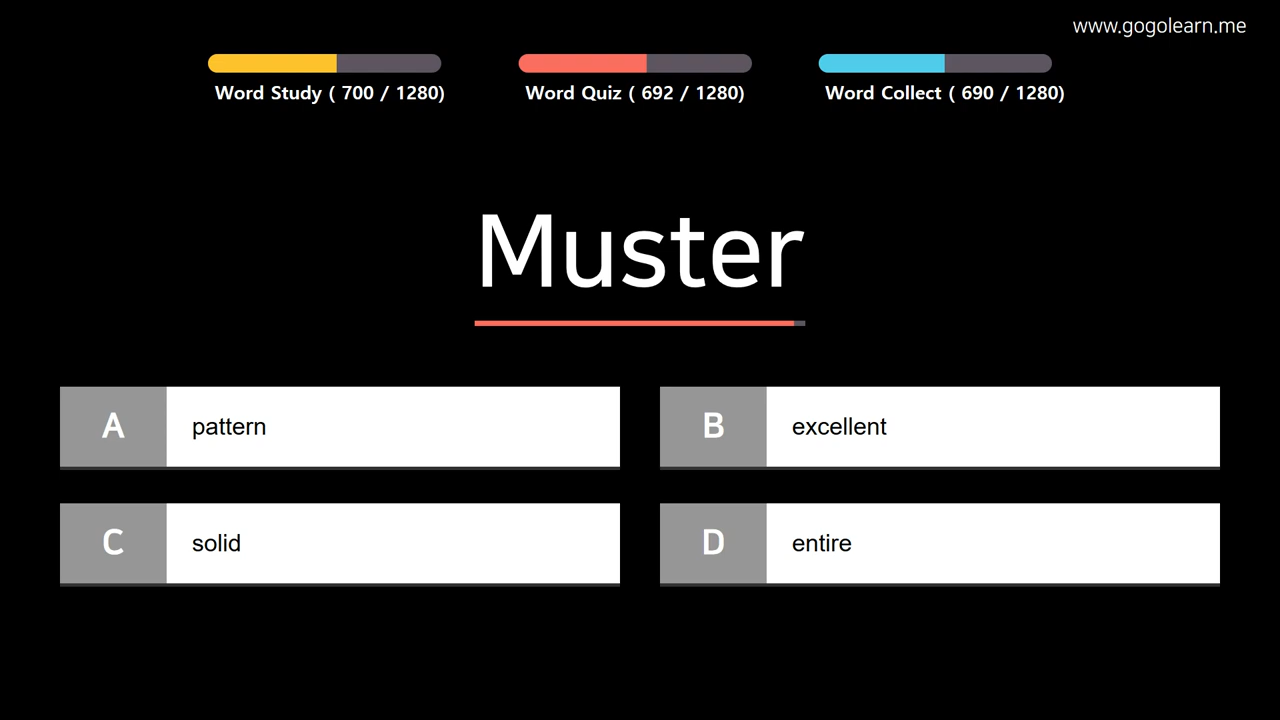 www.gogolearn.me
Word Study ( 700 / 1280)
Word Quiz ( 692 / 1280)
Word Collect ( 690 / 1280)
Muster
A pattern
B excellent
C solid
D entire